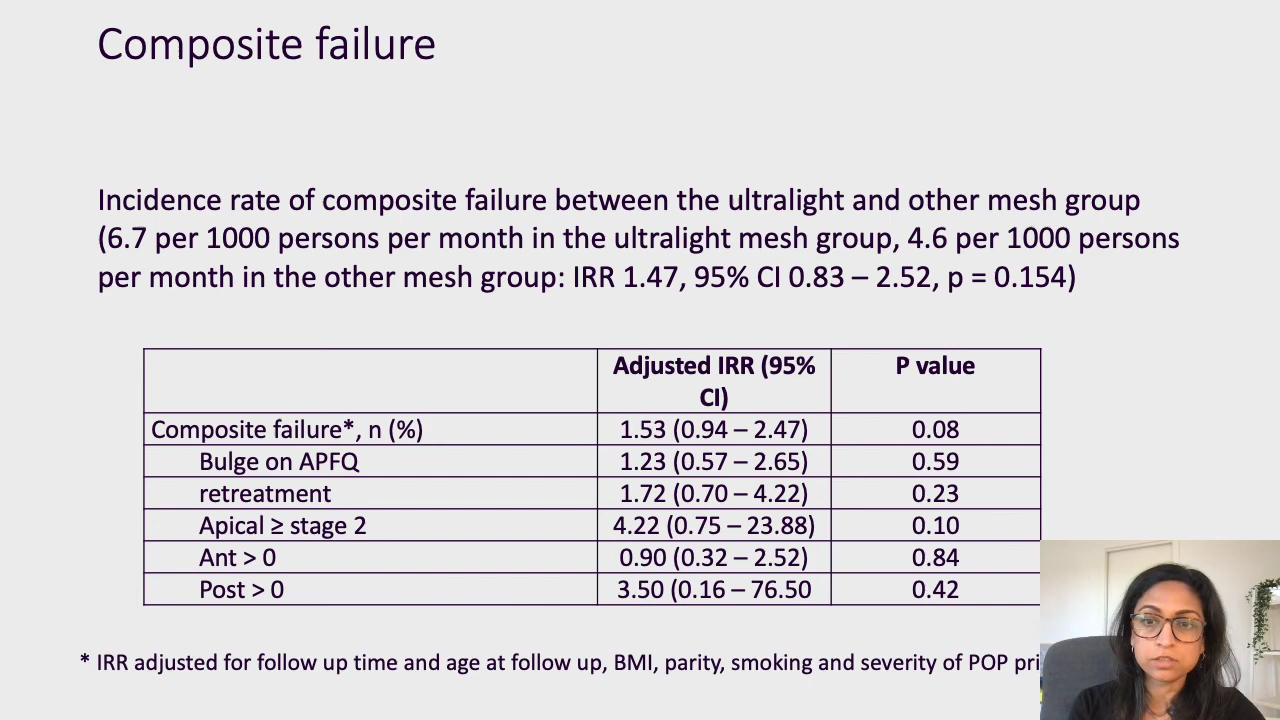 Composite failure
Incidence rate of composite failure between the ultralight and other mesh group
(6.7 per 1000 persons per month in the ultralight mesh group, 4.6 per 1000 persons
per month in the other mesh group: IRR 1.47, 95% CI 0.83 – 2.52, p = 0.154)
Adjusted IRR (95% CI) P value
Composite failure*, n (%) 1.53 (0.94 – 2.47) 0.08
Bulge on APFQ 1.23 (0.57 – 2.65) 0.59
retreatment 1.72 (0.70 – 4.22) 0.23
Apical ≥ stage 2 4.22 (0.75 – 23.88) 0.10
Ant > 0 0.90 (0.32 – 2.52) 0.84
Post > 0 3.50 (0.16 – 76.50 0.42
* IRR adjusted for follow up time and age at follow up, BMI, parity, smoking and severity of POP pri